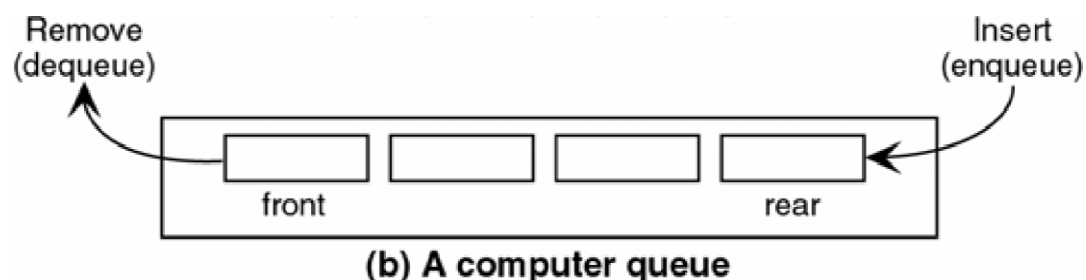 Remove
(dequeue)
Insert
(enqueue)
front
rear
(b) A computer queue